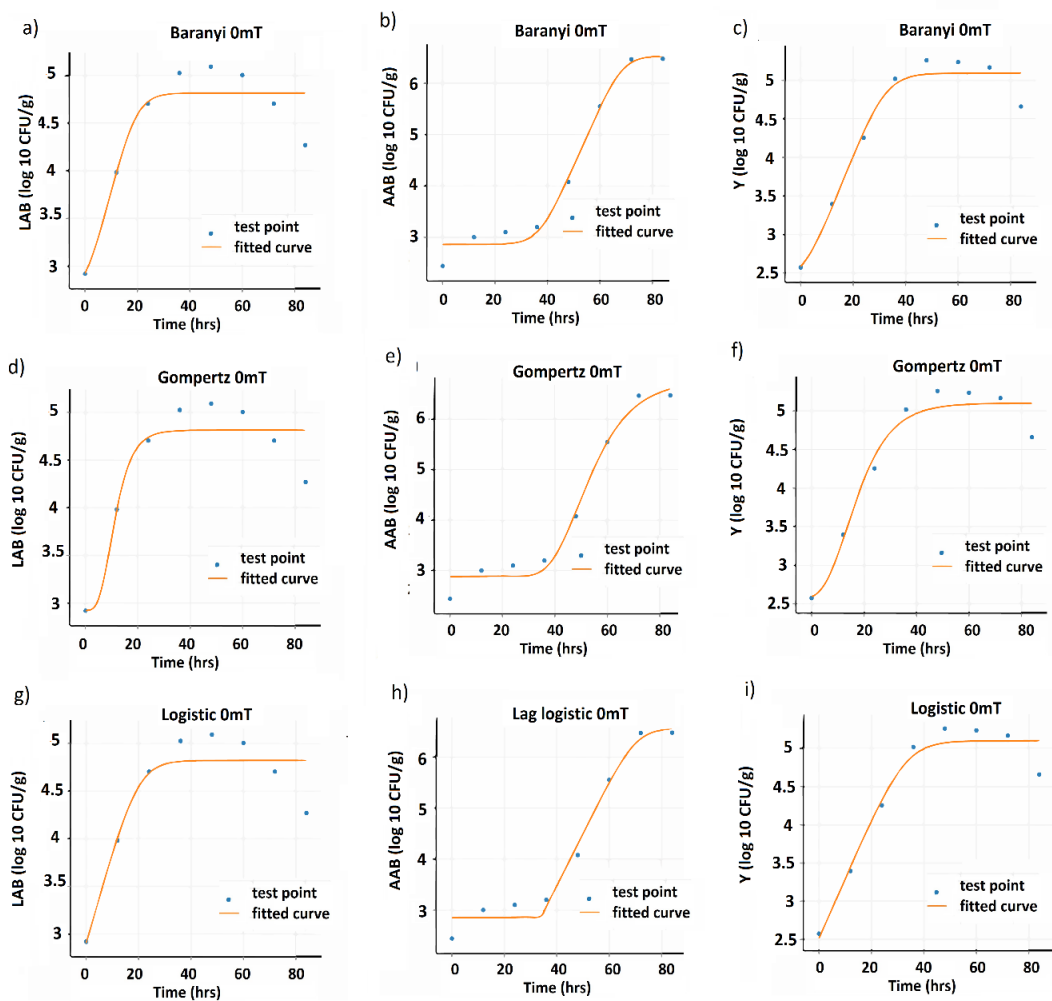 a)
Baranyi 0mT
LAB (log 10 CFU/g)
5
4.5
4
3.5
3
test point
fitted curve
0
20
40
60
80
Time (hrs)
b)
Baranyi 0mT
AAB (log 10 CFU/g)
6
5
4
3
test point
fitted curve
0
20
40
60
80
Time (hrs)
c)
Baranyi 0mT
Y (log 10 CFU/g)
5
4.5
4
3.5
3
2.5
test point
fitted curve
0
20
40
60
80
Time (hrs)
d)
Gompertz 0mT
LAB (log 10 CFU/g)
5
4.5
4
3.5
3
test point
fitted curve
0
20
40
60
80
Time (hrs)
e)
Gompertz 0mT
AAB (log 10 CFU/g)
6
5
4
3
test point
fitted curve
0
20
40
60
80
Time (hrs)
f)
Gompertz 0mT
Y (log 10 CFU/g)
5
4.5
4
3.5
3
2.5
test point
fitted curve
0
20
40
60
80
Time (hrs)
g)
Logistic 0mT
LAB (log 10 CFU/g)
5
4.5
4
3.5
3
test point
fitted curve
0
20
40
60
80
Time (hrs)
h)
Lag logistic 0mT
AAB (log 10 CFU/g)
6
5
4
3
test point
fitted curve
0
20
40
60
80
Time (hrs)
i)
Logistic 0mT
Y (log 10 CFU/g)
5
4.5
4
3.5
3
2.5
test point
fitted curve
0
20
40
60
80
Time (hrs)